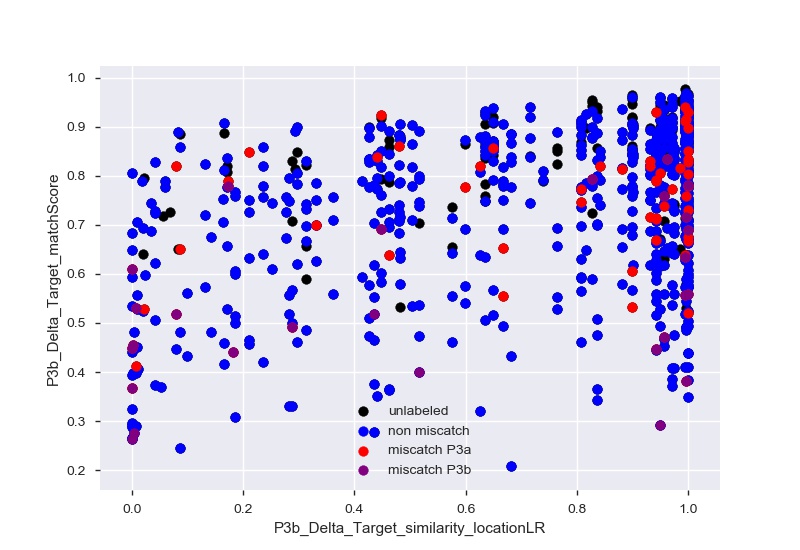 1.0
0.9
0.8
0.7
0.6
0.5
0.4
0.3
0.2
P3b_Delta_Target_matchScore
unlabeled
non miscatch
miscatch P3a
miscatch P3b
0.0 0.2 0.4 0.6 0.8 1.0
P3b_Delta_Target_similarity_locationLR